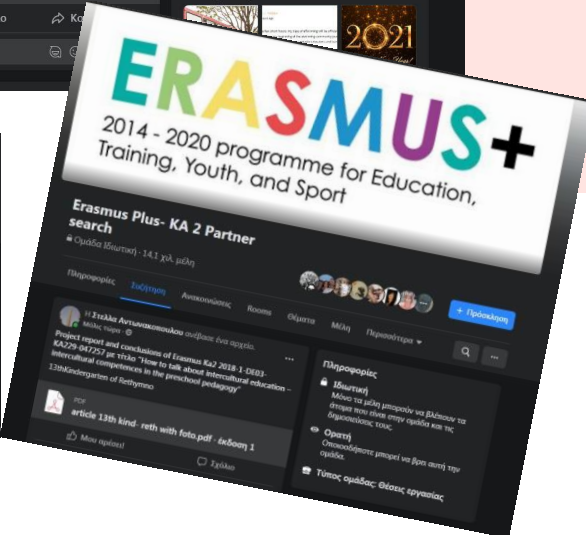 Κο
2021
ERASMUS+
2014 - 2020 programme for Education,
Training, Youth, and Sport
Erasmus Plus- KA 2 Partner
search
Ομάδα Ιδιωτική · 14,1 χιλ. μέλη
+ Πρόσκληση
Πληροφορίες
Συζήτηση
Ανακοινώσεις
Rooms
Θέματα
Μέλη
Περισσότερα
Η Στελλα Αντωνακοπουλου ανέβασε ένα αρχείο.
Μόλις τώρα
Project report and conclusions of Erasmus Ka2 2018-1-DE03-
KA229-047257 με τίτλο "How to talk about intercultural education –
intercultural competences in the preschool pedagogy"
13thKindergarten of Rethymno
PDF
article 13th kind- reth with foto.pdf · έκδοση 1
Μου αρέσει!
Σχόλιο
Πληροφορίες
Ιδιωτική
Μόνο τα μέλη μπορούν να βλέπουν τα
άτομα που είναι στην ομάδα και τις
δημοσιεύσεις τους.
Ορατή
Οποιοσδήποτε μπορεί να βρει αυτή την
ομάδα.
Τύπος ομάδας: Θέσεις εργασίας